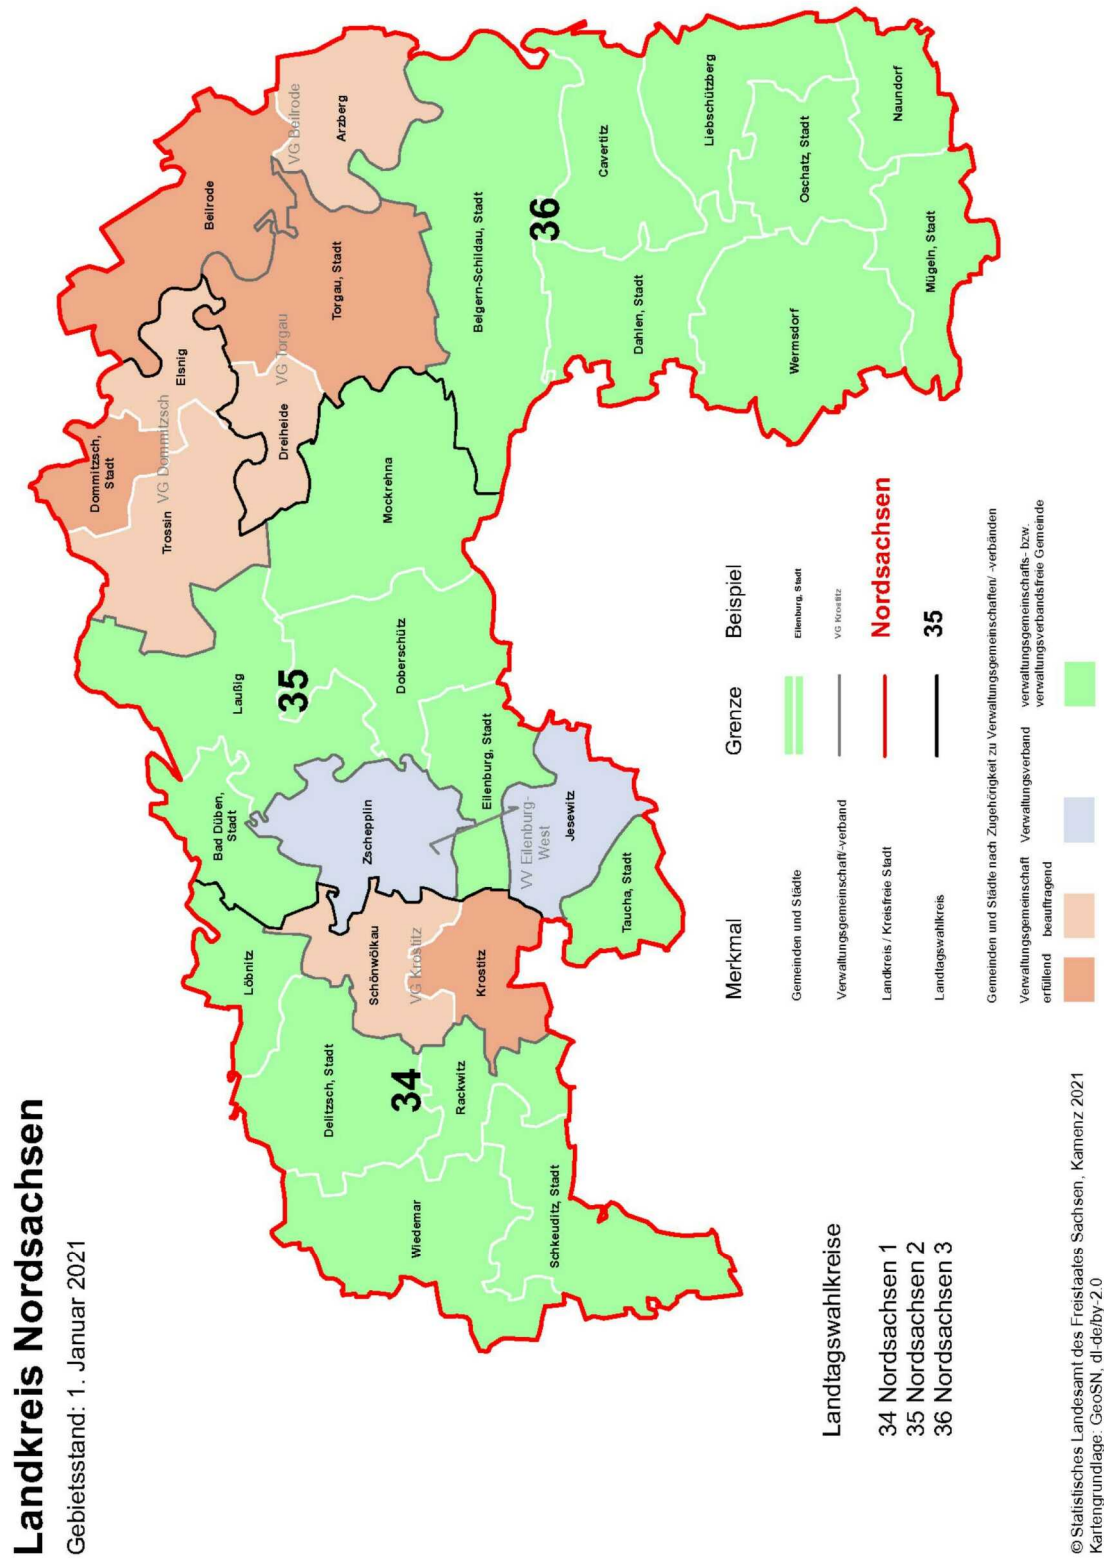 Landkreis Nordsachsen
Gebietsstand: 1. Januar 2021
Dommitzsch,
Stadt
Trossin
VG Dommitzsch
Elsnig
Beilrode
VG Beilrode
Arzberg
Dreiheide
VG Torgau
Torgau, Stadt
Bad Düben,
Stadt
Laußig
35
Mockrehna
Doberschütz
Löbnitz
Zschepplin
Eilenburg, Stadt
Delitzsch, Stadt
34
Schönwölkau
VG Krostitz
Krostitz
Rackwitz
VV Eilenburg-
West
Jesewitz
Taucha, Stadt
Wiedemar
Schkeuditz, Stadt
Belgern-Schildau, Stadt
36
Cavertitz
Dahlen, Stadt
Liebschützberg
Wermsdorf
Oschatz, Stadt
Naundorf
Mügeln, Stadt
Landtagswahlkreise
34 Nordsachsen 1
35 Nordsachsen 2
36 Nordsachsen 3
Merkmal Grenze Beispiel
Gemeinden und Städte Eilenburg, Stadt
Verwaltungsgemeinschaft/-verband VG Krostitz
Landkreis / Kreisfreie Stadt Nordsachsen
Landtagswahlkreis 35
Gemeinden und Städte nach Zugehörigkeit zu Verwaltungsgemeinschaften/ -verbänden
Verwaltungsgemeinschaft Verwaltungsverband verwaltungsgemeinschafts- bzw.
erfüllend beauftragend verwaltungsverbandsfreie Gemeinde
© Statistisches Landesamt des Freistaates Sachsen, Kamenz 2021
Kartengrundlage: GeoSN, dl-de/by-2.0